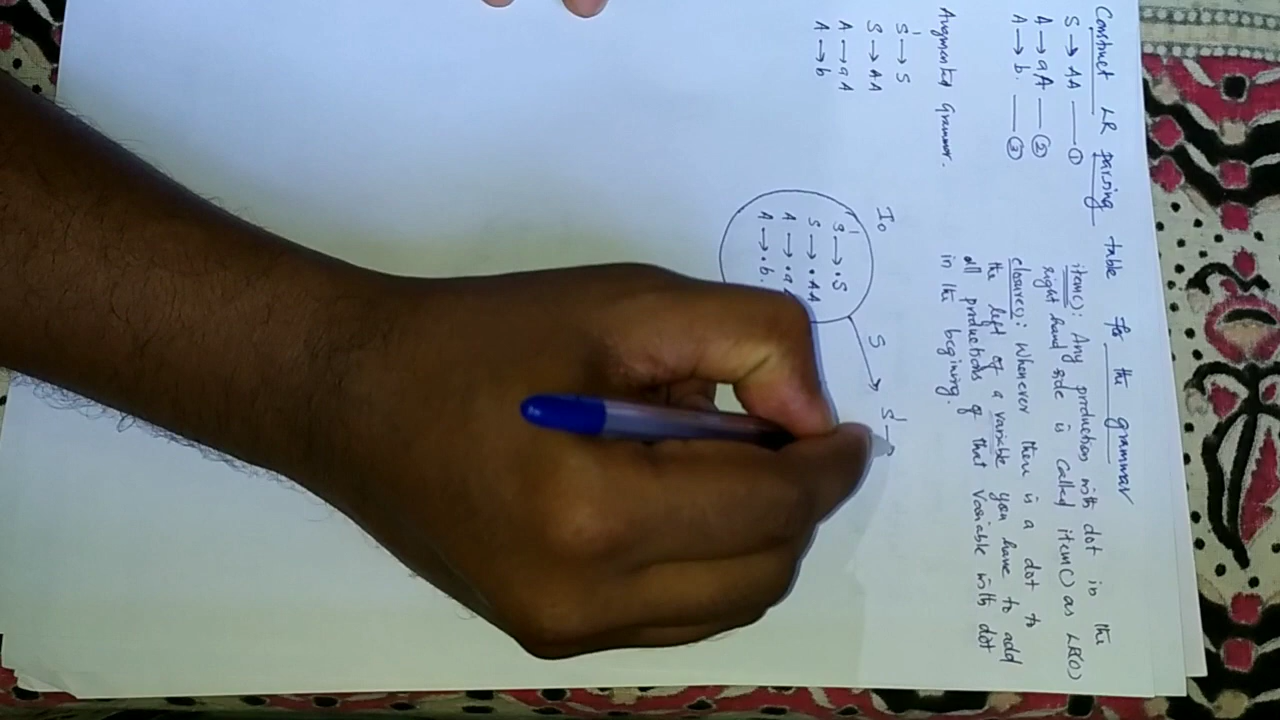 Construct LR parsing table for the grammar
S → AA —— ①
A → aA —— ②
A → b. —— ③
item(): Any production with dot in the
right hand side is called item() as LR(0)
closure(): Whenever there is a dot to
the left of a variable you have to add
all productions of that variable with dot
in the begining.
Augmented Grammar.
S' → S
S → AA
A → aA
A → b
I0
S' → •S
S → •AA
A → •a
A → •b.
S
S'